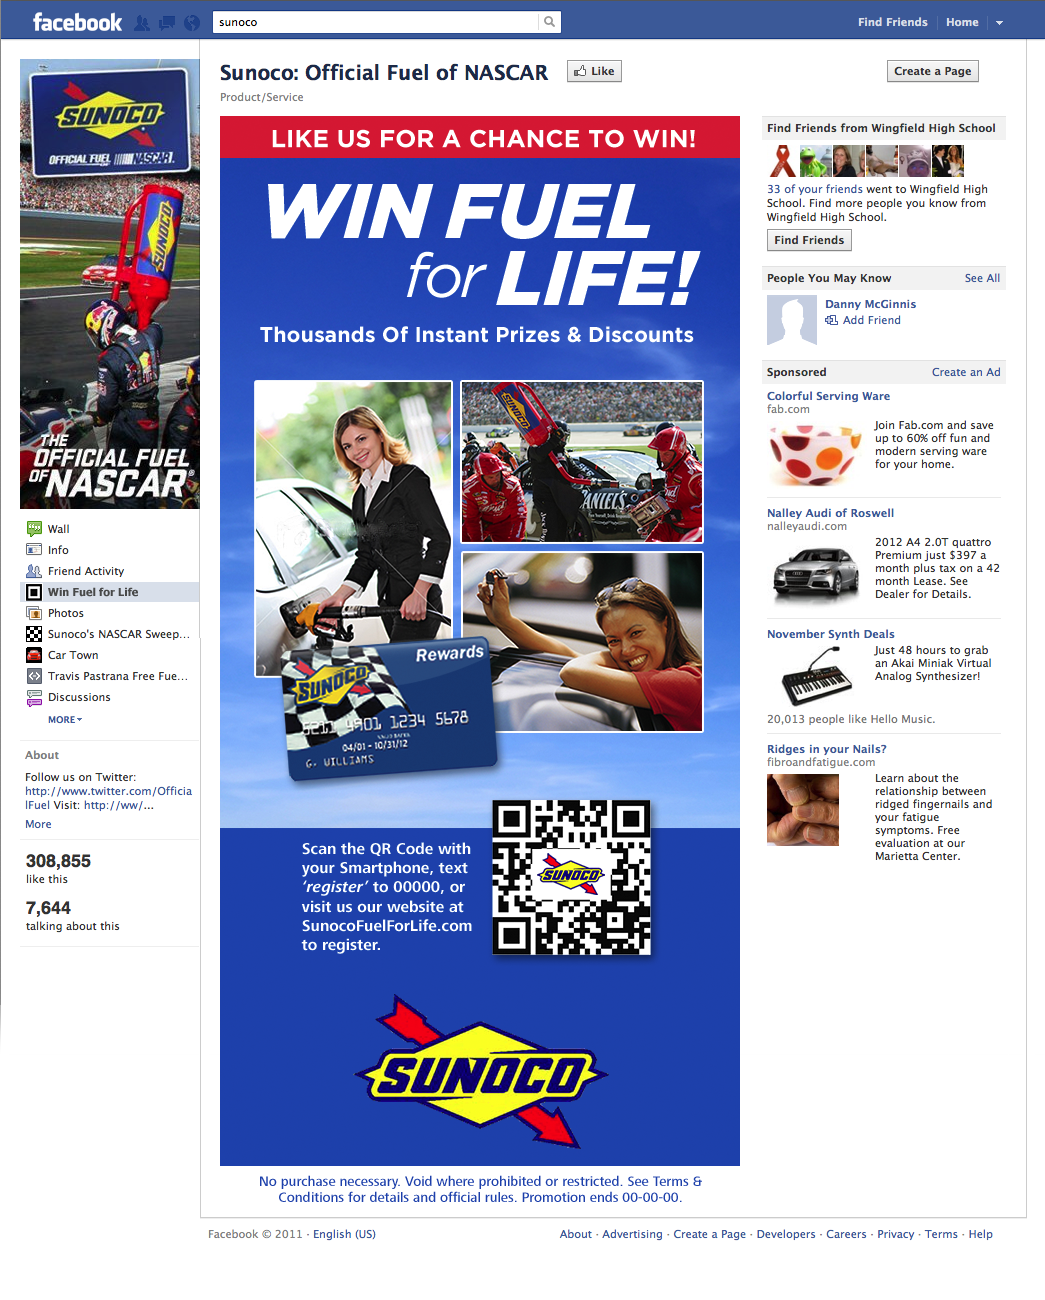 facebook
sunoco
Find Friends
Home
SUNOCO
OFFICIAL FUEL NASCAR.
THE
OFFICIAL FUEL
OF NASCAR®
Wall
Info
Friend Activity
Win Fuel for Life
Photos
Sunoco's NASCAR Sweep...
Car Town
Travis Pastrana Free Fue...
Discussions
MORE
About
Follow us on Twitter:
http://www.twitter.com/Officia
lFuel Visit: http://ww/...
More
308,855
like this
7,644
talking about this
Sunoco: Official Fuel of NASCAR
Like
Create a Page
Product/Service
LIKE US FOR A CHANCE TO WIN!
WIN FUEL
for LIFE!
Thousands Of Instant Prizes & Discounts
SUNOCO
DANIEL'S
Rewards
SUNOCO
4901 1234 5678
04/01 - 10/31/12
G. WILLIAMS
Scan the QR Code with
your Smartphone, text
'register' to 00000, or
visit us our website at
SunocoFuelForLife.com
to register.
SUNOCO
SUNOCO
No purchase necessary. Void where prohibited or restricted. See Terms &
Conditions for details and official rules. Promotion ends 00-00-00.
Find Friends from Wingfield High School
33 of your friends went to Wingfield High
School. Find more people you know from
Wingfield High School.
Find Friends
People You May Know
See All
Danny McGinnis
Add Friend
Sponsored
Create an Ad
Colorful Serving Ware
fab.com
Join Fab.com and save
up to 60% off fun and
modern serving ware
for your home.
Nalley Audi of Roswell
nalleyaudi.com
2012 A4 2.0T quattro
Premium just $397 a
month plus tax on a 42
month Lease. See
Dealer for Details.
November Synth Deals
Just 48 hours to grab
an Akai Miniak Virtual
Analog Synthesizer!
20,013 people like Hello Music.
Ridges in your Nails?
fibroandfatigue.com
Learn about the
relationship between
ridged fingernails and
your fatigue
symptoms. Free
evaluation at our
Marietta Center.
Facebook © 2011 · English (US)
About · Advertising · Create a Page · Developers · Careers · Privacy · Terms · Help